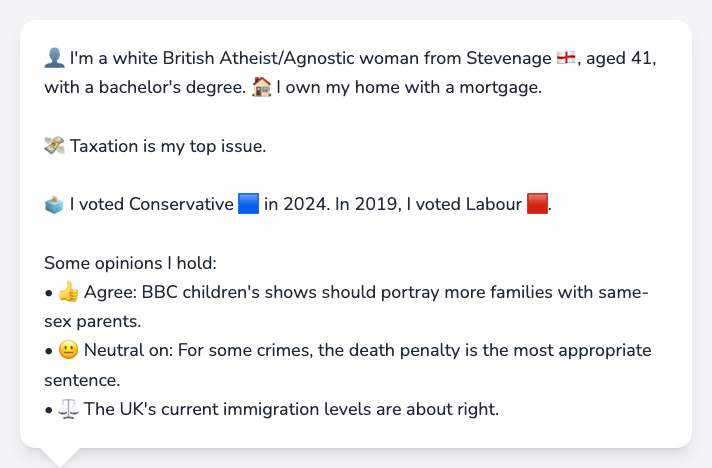 👤 I'm a white British Atheist/Agnostic woman from Stevenage 🏴󠁧󠁢󠁥󠁮󠁧󠁿, aged 41,
with a bachelor's degree. 🏠 I own my home with a mortgage.
💸 Taxation is my top issue.
🗳️ I voted Conservative 🟦 in 2024. In 2019, I voted Labour 🟥.
Some opinions I hold:
• 👍 Agree: BBC children's shows should portray more families with same-
sex parents.
• 😐 Neutral on: For some crimes, the death penalty is the most appropriate
sentence.
• ⚖️ The UK's current immigration levels are about right.